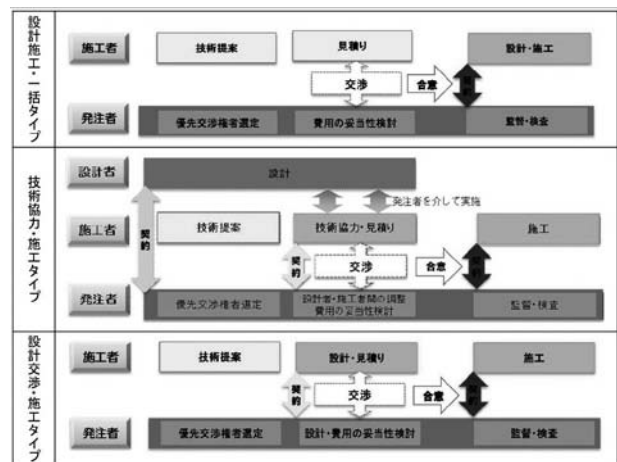 設計施工・一括タイプ
施工者
技術提案
見積り
設計・施工
交渉
合意
契約
発注者
優先交渉権者選定
費用の妥当性検討
監督・検査
技術協力・施工タイプ
設計者
設計
発注者を介して実施
施工者
技術提案
技術協力・見積り
施工
契約
契約
交渉
合意
契約
発注者
優先交渉権者選定
設計者・施工者間の調整
費用の妥当性検討
監督・検査
設計交渉・施工タイプ
施工者
技術提案
設計・見積り
施工
契約
交渉
合意
契約
発注者
優先交渉権者選定
設計・費用の妥当性検討
監督・検査